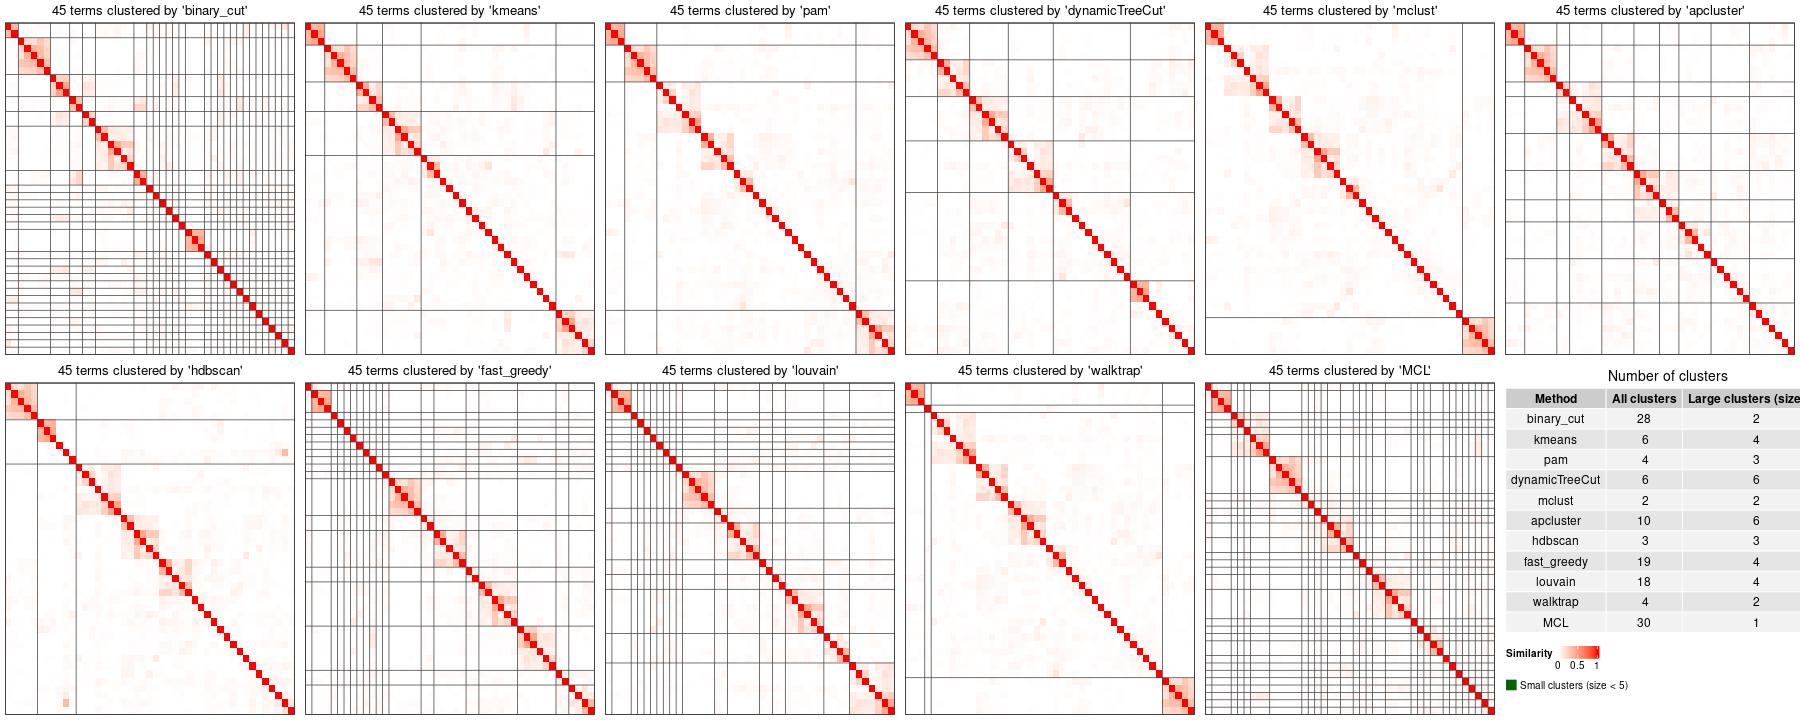 45 terms clustered by 'binary_cut'
45 terms clustered by 'kmeans'
45 terms clustered by 'pam'
45 terms clustered by 'dynamicTreeCut'
45 terms clustered by 'mclust'
45 terms clustered by 'apcluster'
45 terms clustered by 'hdbscan'
45 terms clustered by 'fast_greedy'
45 terms clustered by 'louvain'
45 terms clustered by 'walktrap'
45 terms clustered by 'MCL'
Number of clusters
Method All clusters Large clusters (size
binary_cut 28 2
kmeans 6 4
pam 4 3
dynamicTreeCut 6 6
mclust 2 2
apcluster 10 6
hdbscan 3 3
fast_greedy 19 4
louvain 18 4
walktrap 4 2
MCL 30 1
Similarity
0 0.5 1
Small clusters (size < 5)